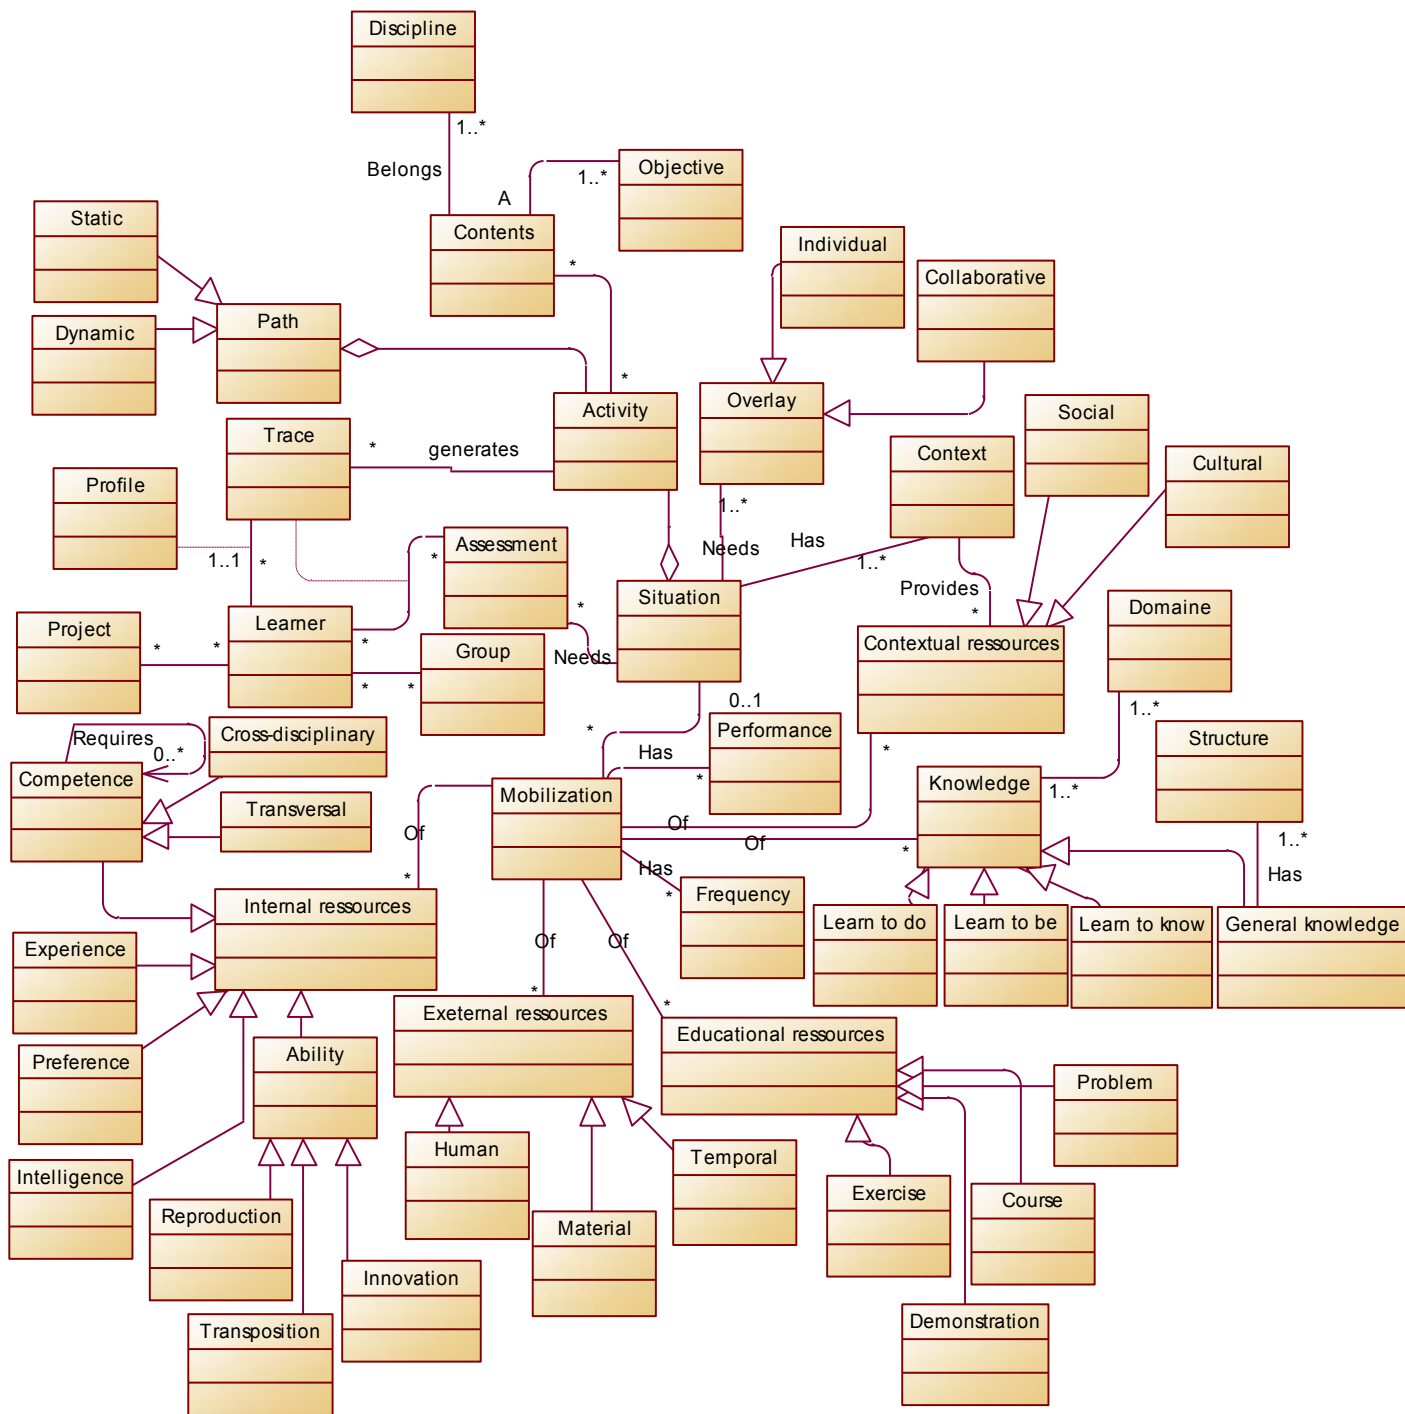 Discipline
1..*
Belongs
Objective
1..*
A
Static
Contents
Individual
*
Collaborative
Path
Dynamic
*
Activity
Overlay
Social
Trace
*
generates
Context
Cultural
Profile
1..*
Assessment
*
Needs
Has
1..*
1..1
*
Provides
Situation
*
*
Domaine
Project
Learner
*
Contextual ressources
*
*
Group
Needs
*
*
0..1
1..*
Requires
Cross-disciplinary
*
Performance
Structure
0..*
Has
*
*
Competence
Mobilization
Knowledge
1..*
Transversal
Of
Of
Of
*
1..*
Has
Has
*
*
Frequency
Internal ressources
Learn to do
Learn to be
Learn to know
General knowledge
Experience
Of
Of
*
*
Exeternal ressources
Educational ressources
Preference
Ability
Problem
Human
Temporal
Intelligence
Exercise
Course
Reproduction
Material
Innovation
Transposition
Demonstration